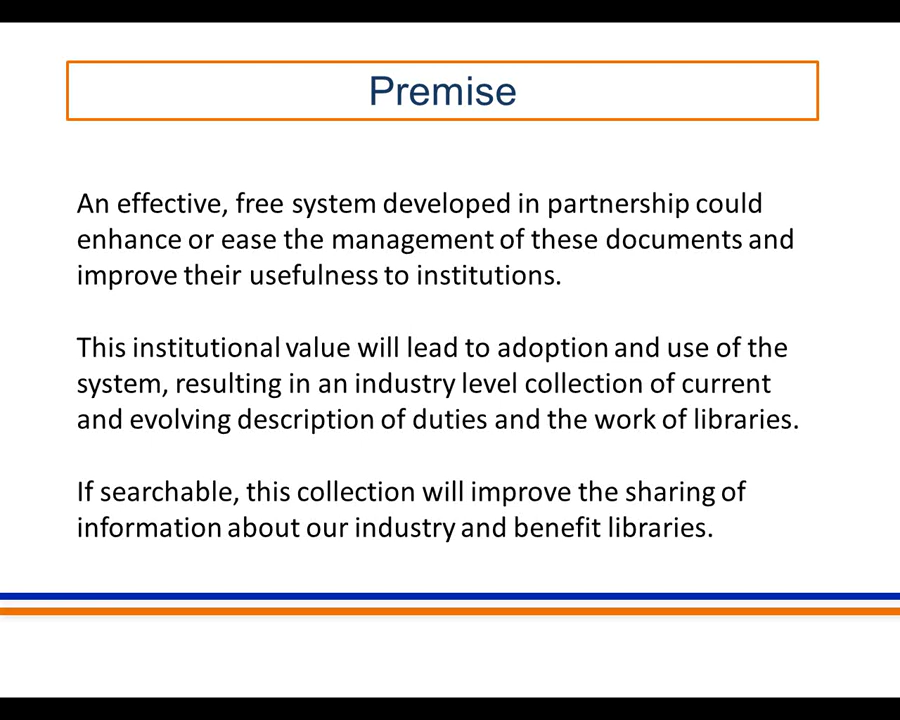 Premise
An effective, free system developed in partnership could
enhance or ease the management of these documents and
improve their usefulness to institutions.
This institutional value will lead to adoption and use of the
system, resulting in an industry level collection of current
and evolving description of duties and the work of libraries.
If searchable, this collection will improve the sharing of
information about our industry and benefit libraries.